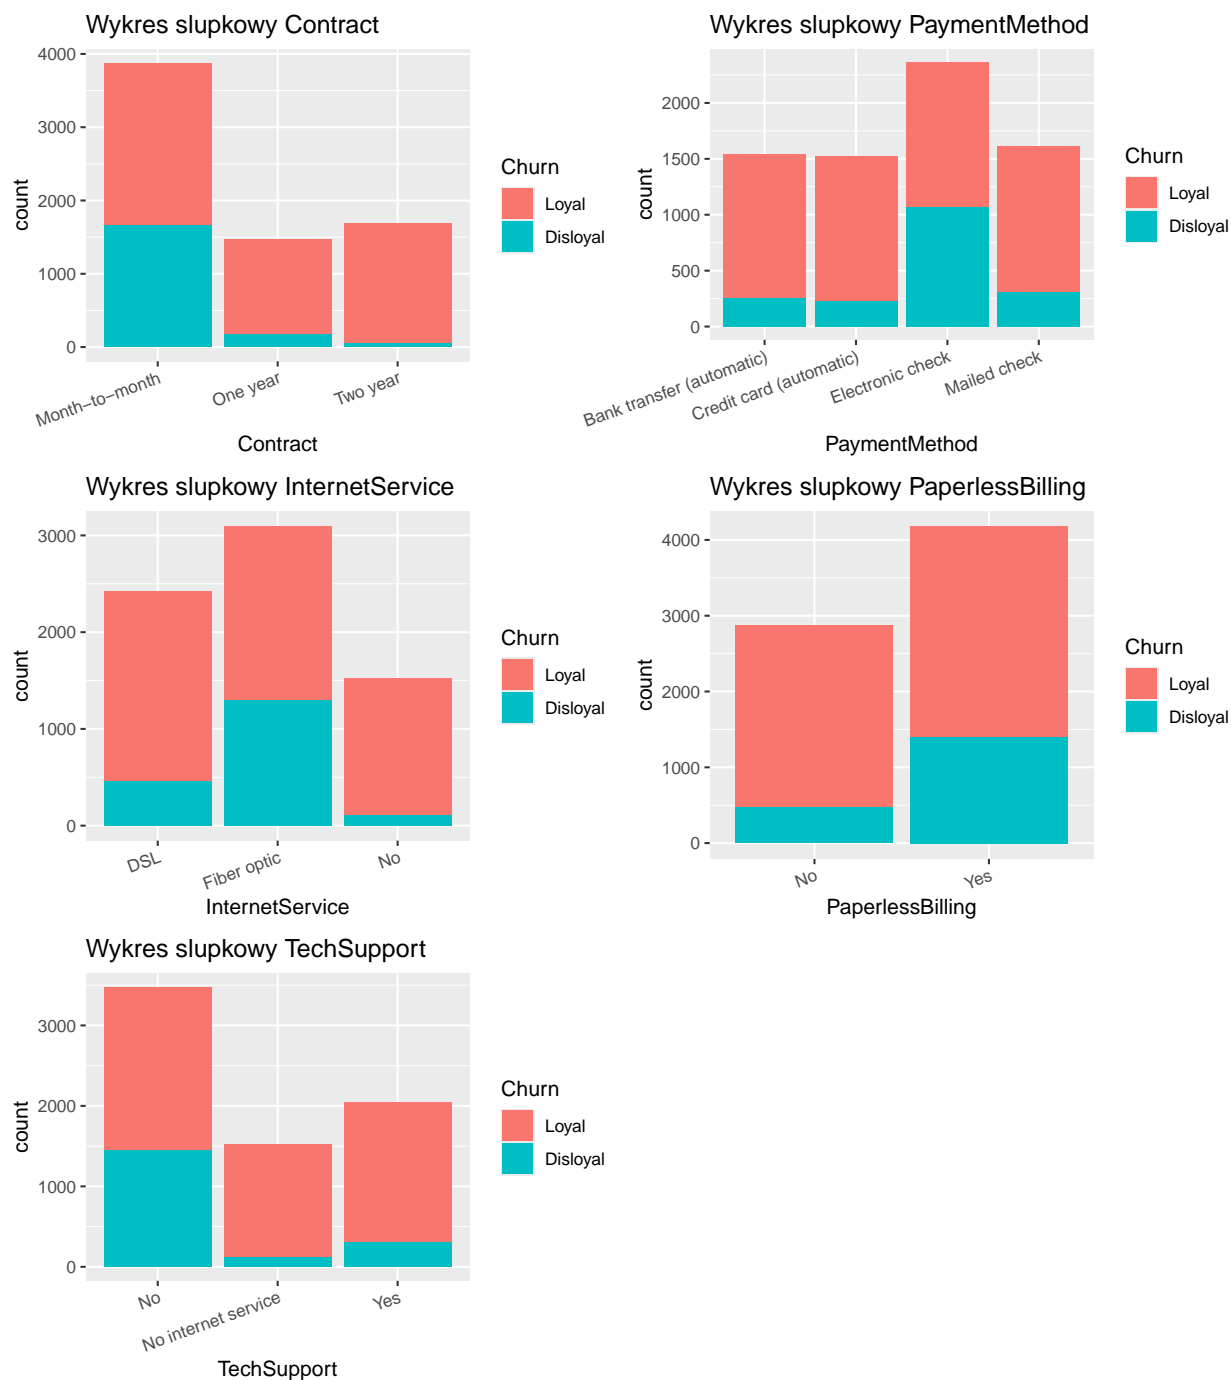 Wykres slupkowy Contract
4000
3000
2000
1000
0
count
Month−to−month
One year
Two year
Contract
Churn
Loyal
Disloyal
Wykres slupkowy PaymentMethod
2000
1500
1000
500
0
count
Bank transfer (automatic)
Credit card (automatic)
Electronic check
Mailed check
PaymentMethod
Churn
Loyal
Disloyal
Wykres slupkowy InternetService
3000
2000
1000
0
count
DSL
Fiber optic
No
InternetService
Churn
Loyal
Disloyal
Wykres slupkowy PaperlessBilling
4000
3000
2000
1000
0
count
No
Yes
PaperlessBilling
Churn
Loyal
Disloyal
Wykres slupkowy TechSupport
3000
2000
1000
0
count
No
No internet service
Yes
TechSupport
Churn
Loyal
Disloyal